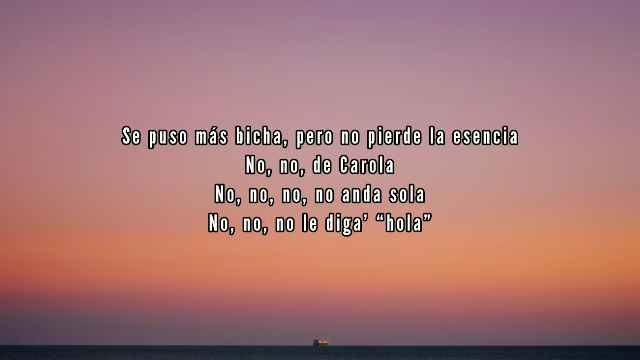 Se puso más bicha, pero no pierde la esencia
No, no, de Carola
No, no, no, no anda sola
No, no, no le diga’ “hola”